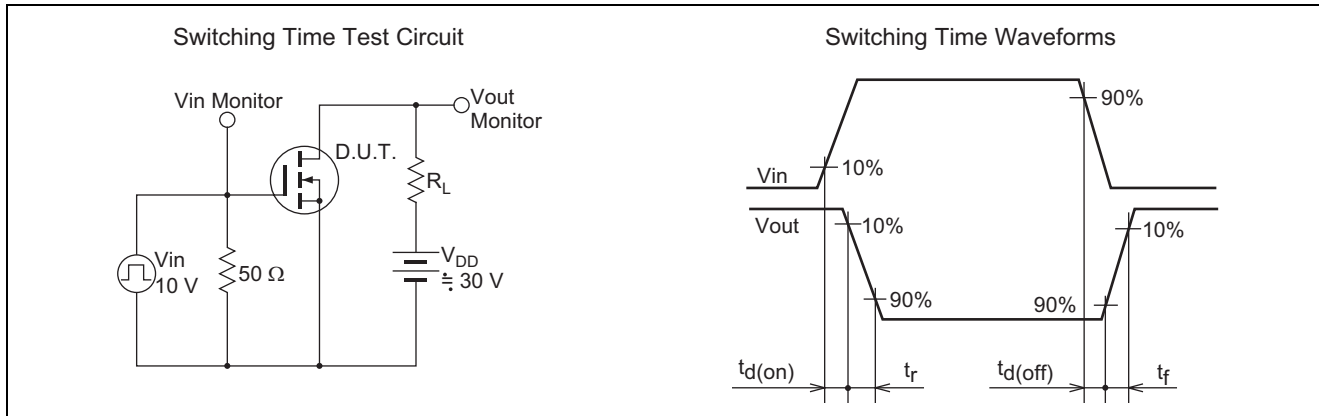 Switching Time Test Circuit
Vin Monitor
Vout
Monitor
D.U.T.
RL
Vin
10 V
50 Ω
VDD
≒ 30 V
Switching Time Waveforms
90%
10%
Vin
Vout
10%
10%
90%
90%
td(on)
tr
td(off)
tf